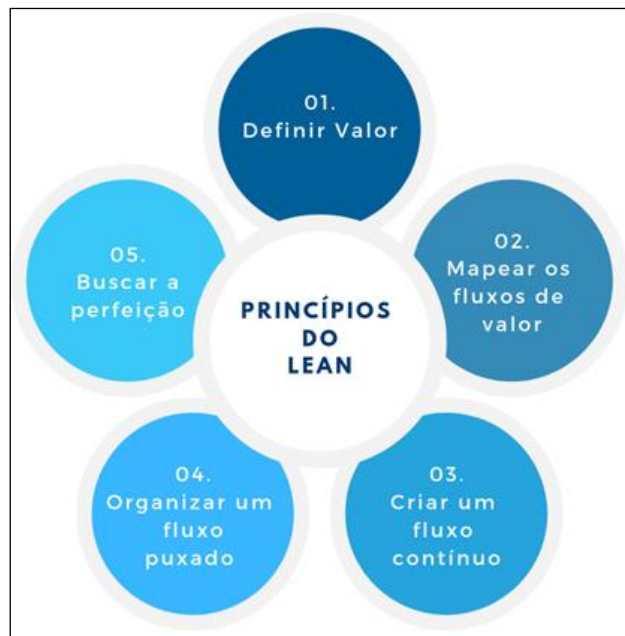 01.
Definir Valor
02.
Mapear os
fluxos de
valor
03.
Criar um
fluxo
contínuo
04.
Organizar um
fluxo
puxado
05.
Buscar a
perfeição
PRINCÍPIOS
DO
LEAN